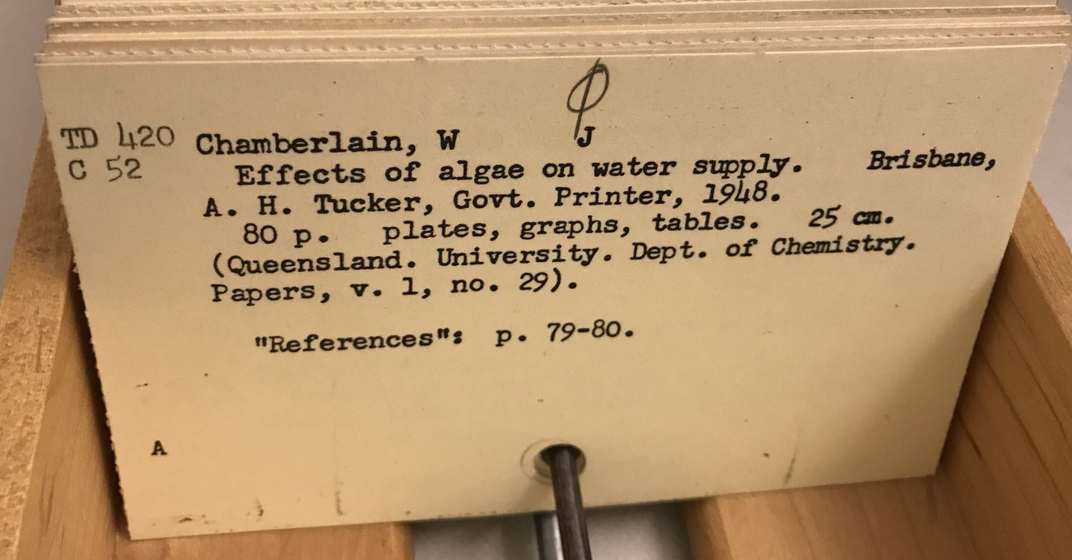 TD 420 Chamberlain, W J
C 52 Effects of algae on water supply. Brisbane,
A. H. Tucker, Govt. Printer, 1948.
80 p. plates, graphs, tables. 25 cm.
(Queensland. University. Dept. of Chemistry.
Papers, v. 1, no. 29).
"References": p. 79-80.
A